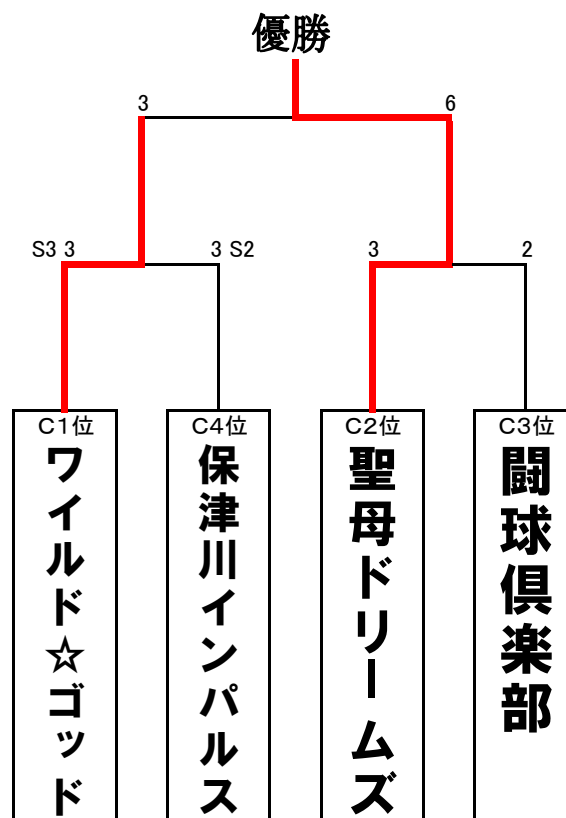 優勝
3
6
S3 3
3 S2
3
2
C1位
ワイルド☆ゴッド
C4位
保津川インパルス
C2位
聖母ドリームズ
C3位
闘球倶楽部